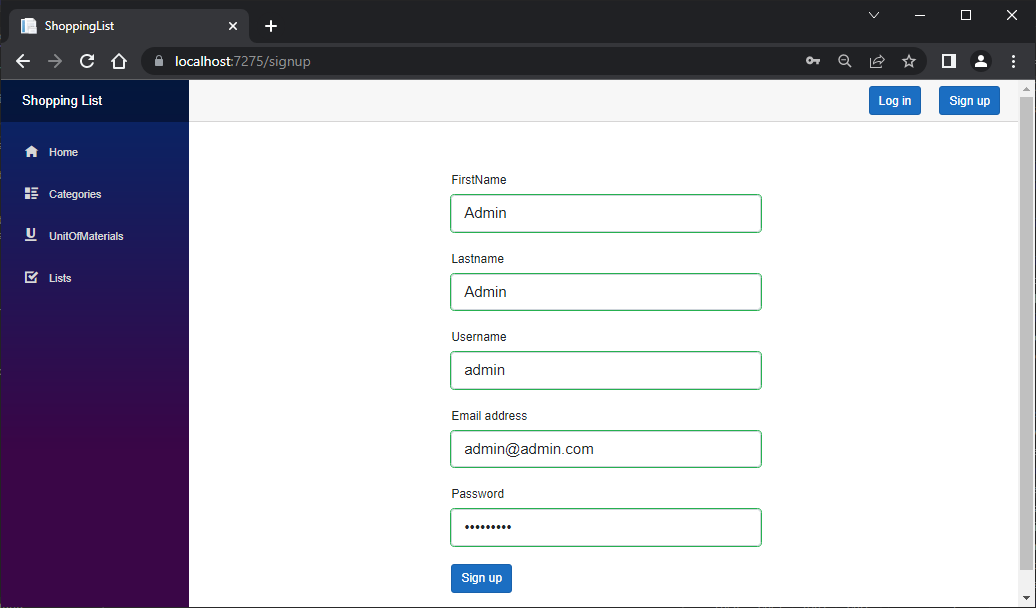 ShoppingList
localhost:7275/signup
Shopping List
Log in
Sign up
Home
Categories
UnitOfMaterials
Lists
FirstName
Admin
Lastname
Admin
Username
admin
Email address
admin@admin.com
Password
•••••••••
Sign up